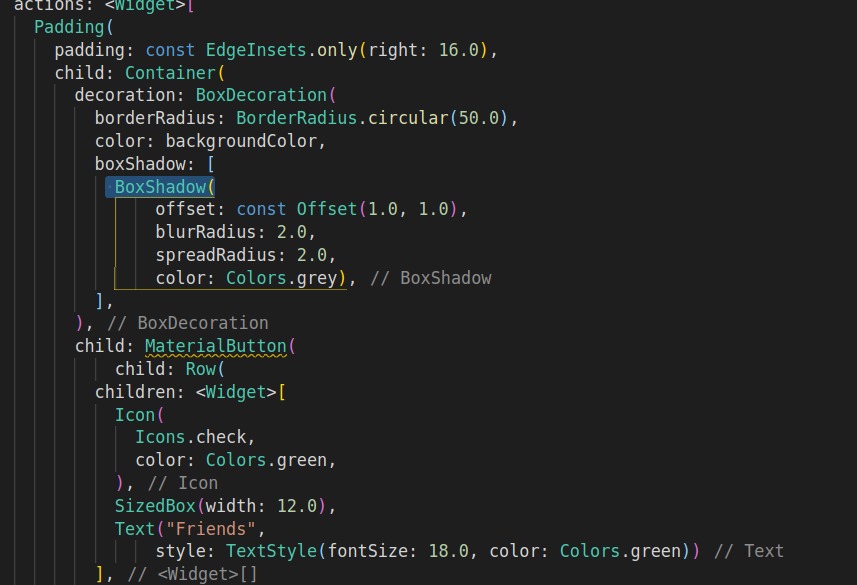 actions: <Widget>[
Padding(
padding: const EdgeInsets.only(right: 16.0),
child: Container(
decoration: BoxDecoration(
borderRadius: BorderRadius.circular(50.0),
color: backgroundColor,
boxShadow: [
BoxShadow(
offset: const Offset(1.0, 1.0),
blurRadius: 2.0,
spreadRadius: 2.0,
color: Colors.grey), // BoxShadow
],
), // BoxDecoration
child: MaterialButton(
child: Row(
children: <Widget>[
Icon(
Icons.check,
color: Colors.green,
), // Icon
SizedBox(width: 12.0),
Text("Friends",
style: TextStyle(fontSize: 18.0, color: Colors.green)) // Text
], // <Widget>[]